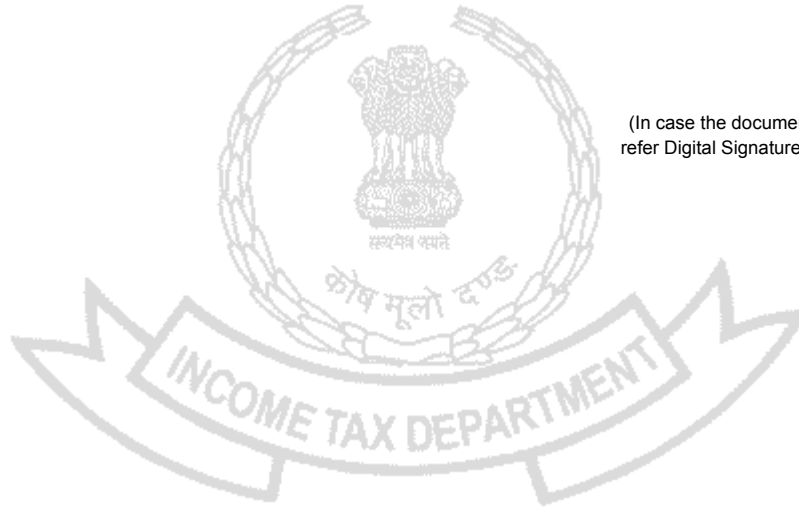 (In case the docume
refer Digital Signature
सत्यमेव जयते
कोष मूलो दण्ड:
INCOME TAX DEPARTMENT